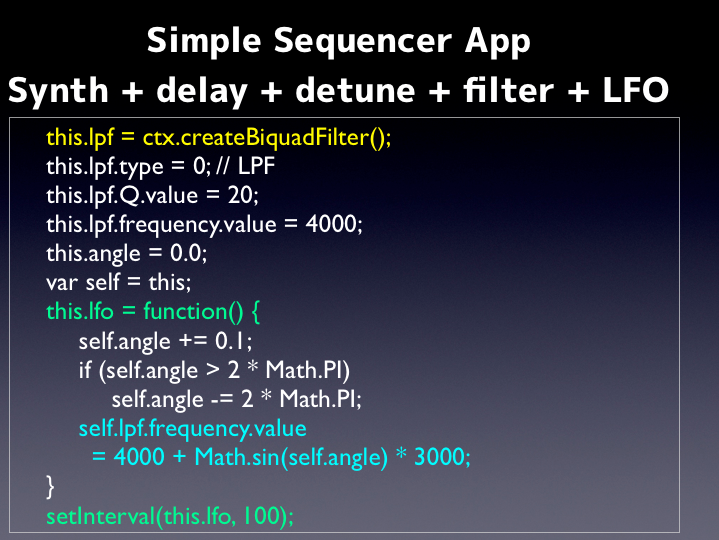 Simple Sequencer App
Synth + delay + detune + filter + LFO
this.lpf = ctx.createBiquadFilter();
this.lpf.type = 0; // LPF
this.lpf.Q.value = 20;
this.lpf.frequency.value = 4000;
this.angle = 0.0;
var self = this;
this.lfo = function() {
self.angle += 0.1;
if (self.angle > 2 * Math.PI)
self.angle -= 2 * Math.PI;
self.lpf.frequency.value
= 4000 + Math.sin(self.angle) * 3000;
}
setInterval(this.lfo, 100);